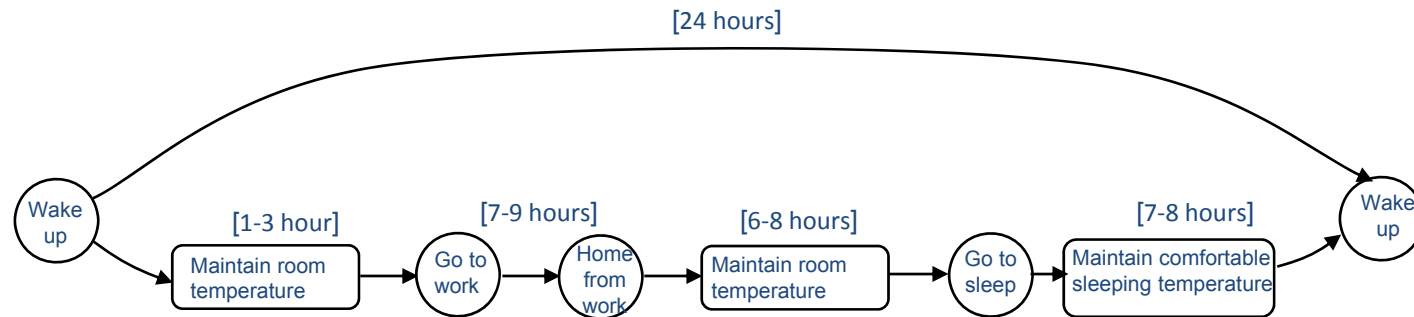 [24 hours]
Wake
up
[1-3 hour]
Maintain room
temperature
Go to
work
[7-9 hours]
Home
from
work
[6-8 hours]
Maintain room
temperature
Go to
sleep
[7-8 hours]
Maintain comfortable
sleeping temperature
Wake
up